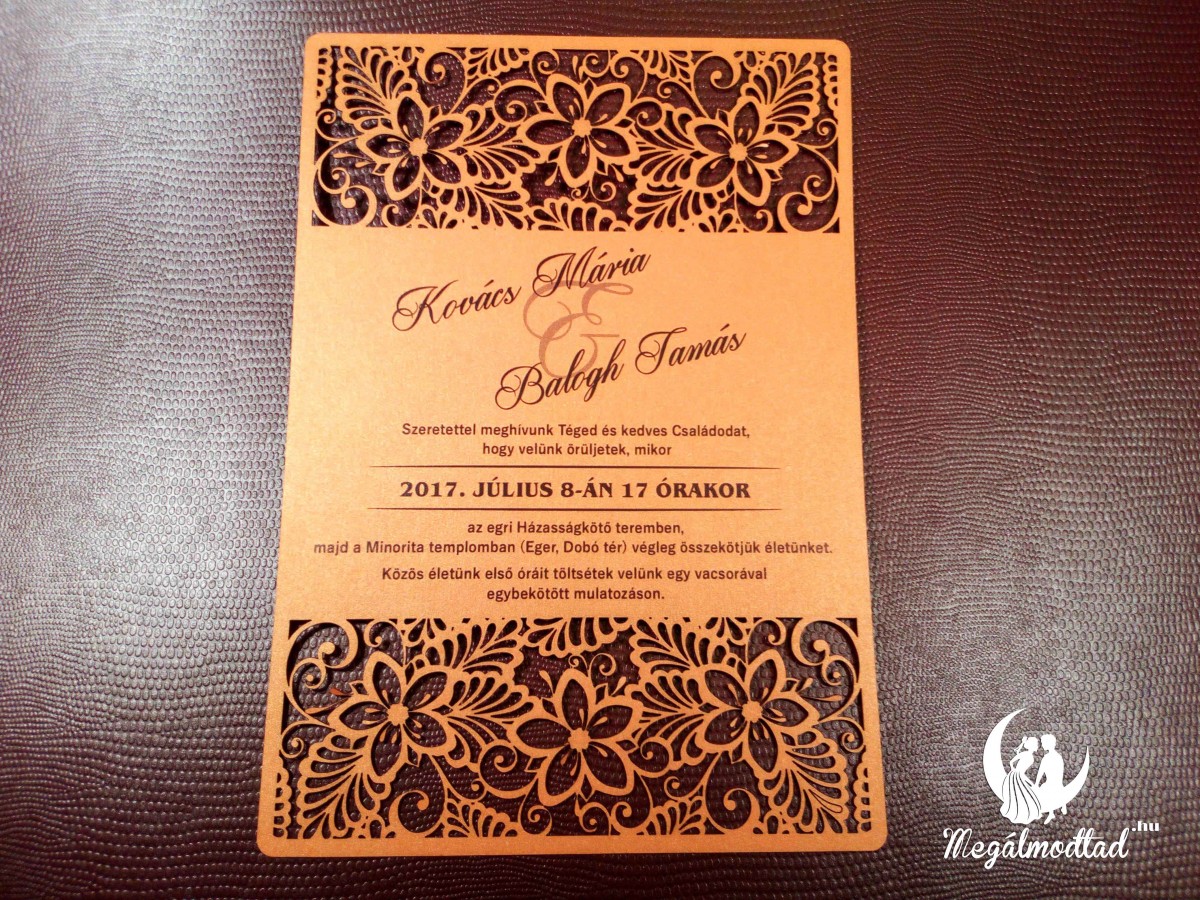 Kovács Mária
&
Balogh Tamás
Szeretettel meghívunk Téged és kedves Családodat,
hogy velünk örüljetek, mikor
2017. JÚLIUS 8-ÁN 17 ÓRAKOR
az egri Házasságkötő teremben,
majd a Minorita templomban (Eger, Dobó tér) végleg összekötjük életünket.
Közös életünk első óráit töltsétek velünk egy vacsorával
egybekötött mulatozáson.
Megálmodtad.hu